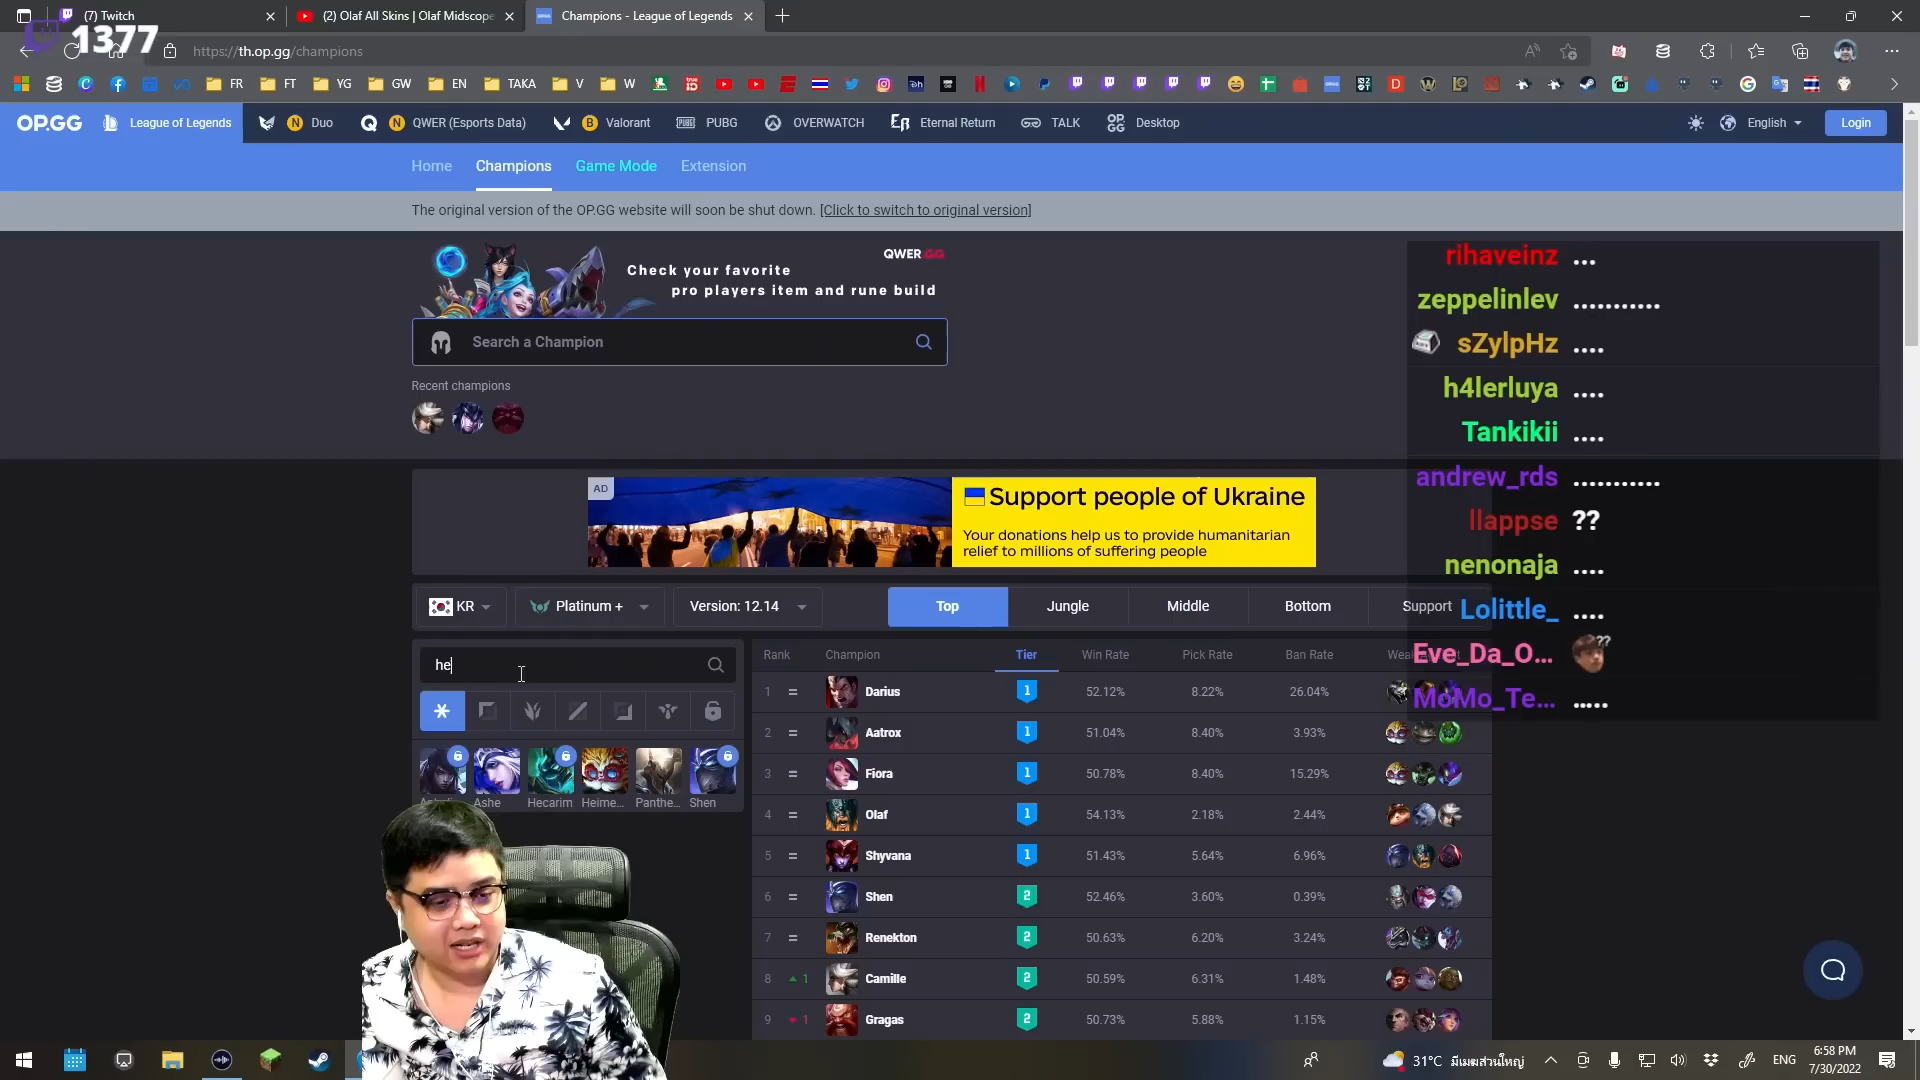 (7) Twitch
(2) Olaf All Skins | Olaf Midscope
Champions - League of Legends
1377
https://th.op.gg/champions
FR
FT
YG
GW
EN
TAKA
V
W
OP.GG
League of Legends
Duo
QWER (Esports Data)
Valorant
PUBG
OVERWATCH
Eternal Return
TALK
Desktop
English
Login
Home
Champions
Game Mode
Extension
The original version of the OP.GG website will soon be shut down. [Click to switch to original version]
Check your favorite
pro players item and rune build
QWER.GG
Search a Champion
Recent champions
AD
Support people of Ukraine
Your donations help us to provide humanitarian
relief to millions of suffering people
KR
Platinum +
Version: 12.14
Top
Jungle
Middle
Bottom
Support
he
Ashe
Hecarim
Heime...
Panthe...
Shen
Rank
Champion
Tier
Win Rate
Pick Rate
Ban Rate
1 = Darius 1 52.12% 8.22% 26.04%
2 = Aatrox 1 51.04% 8.40% 3.93%
3 = Fiora 1 50.78% 8.40% 15.29%
4 = Olaf 1 54.13% 2.18% 2.44%
5 = Shyvana 1 51.43% 5.64% 6.96%
6 = Shen 2 52.46% 3.60% 0.39%
7 = Renekton 2 50.63% 6.20% 3.24%
8 1 Camille 2 50.59% 6.31% 1.48%
9 1 Gragas 2 50.73% 5.88% 1.15%
rihaveinz ...
zeppelinlev ...........
sZylpHz ....
h4lerluya ....
Tankikii ....
andrew_rds ...........
llappse ??
nenonaja ....
Lolittle_ ....
Eve_Da_O... ??
MoMo_Te... .....
31°C มีเมฆส่วนใหญ่
ENG
6:58 PM
7/30/2022